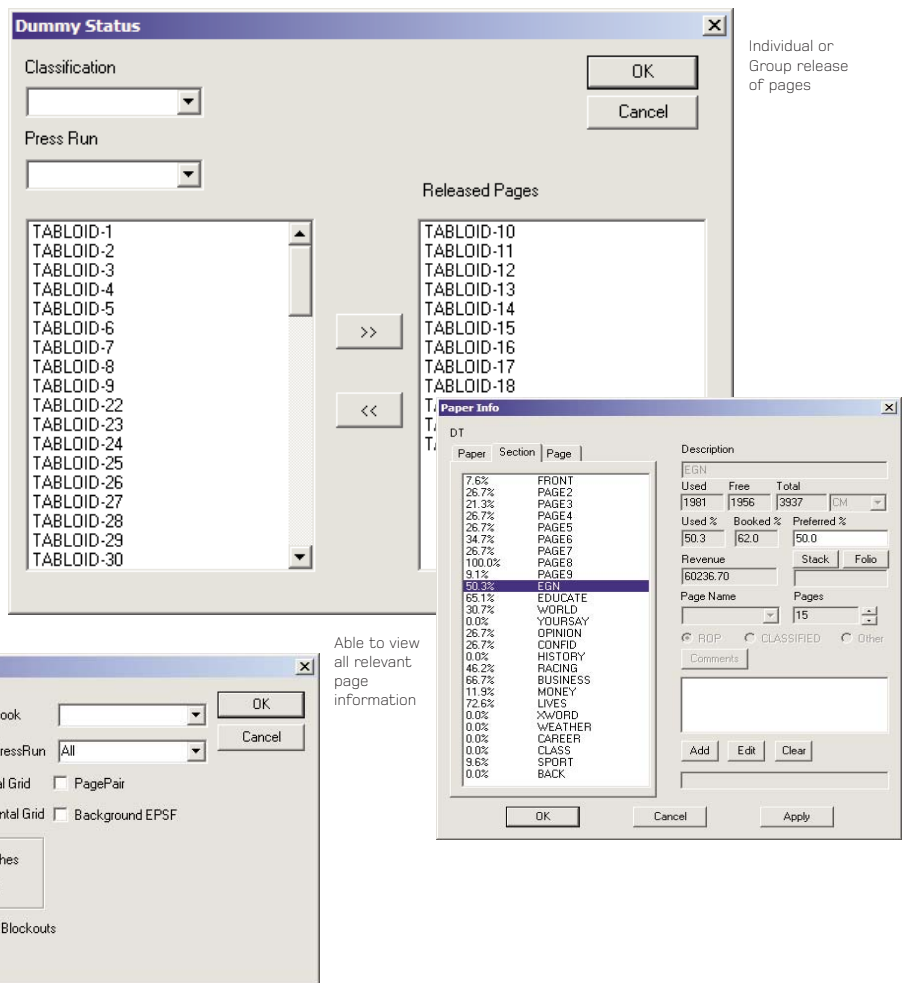 Dummy Status
Individual or
Group release
of pages
Classification
OK
Cancel
Press Run
Released Pages
TABLOID-1
TABLOID-2
TABLOID-3
TABLOID-4
TABLOID-5
TABLOID-6
TABLOID-7
TABLOID-8
TABLOID-9
TABLOID-22
TABLOID-23
TABLOID-24
TABLOID-25
TABLOID-26
TABLOID-27
TABLOID-28
TABLOID-29
TABLOID-30
>>
<<
TABLOID-10
TABLOID-11
TABLOID-12
TABLOID-13
TABLOID-14
TABLOID-15
TABLOID-16
TABLOID-17
TABLOID-18
Paper Info
DT
Paper Section Page
7.6% FRONT
26.7% PAGE2
21.3% PAGE3
26.7% PAGE4
26.7% PAGE5
34.7% PAGE6
26.7% PAGE7
100.0% PAGE8
9.1% PAGE9
50.3% EGN
65.1% EDUCATE
30.7% WORLD
0.0% YOURSAY
26.7% OPINION
26.7% CONFID
0.0% HISTORY
46.2% RACING
66.7% BUSINESS
11.9% MONEY
72.6% LIVES
0.0% XWORD
0.0% WEATHER
0.0% CAREER
0.0% CLASS
9.6% SPORT
0.0% BACK
Description
EGN
Used Free Total
1981 1956 3937 CM
Used % Booked % Preferred %
50.3 62.0 50.0
Revenue Stack Folio
60236.70
Page Name Pages
15
ROP CLASSIFIED Other
Comments
Add Edit Clear
OK Cancel Apply
Able to view
all relevant
page
information
ook
OK
ressRun All
Cancel
al Grid PagePair
ntal Grid Background EPSF
hes
Blockouts